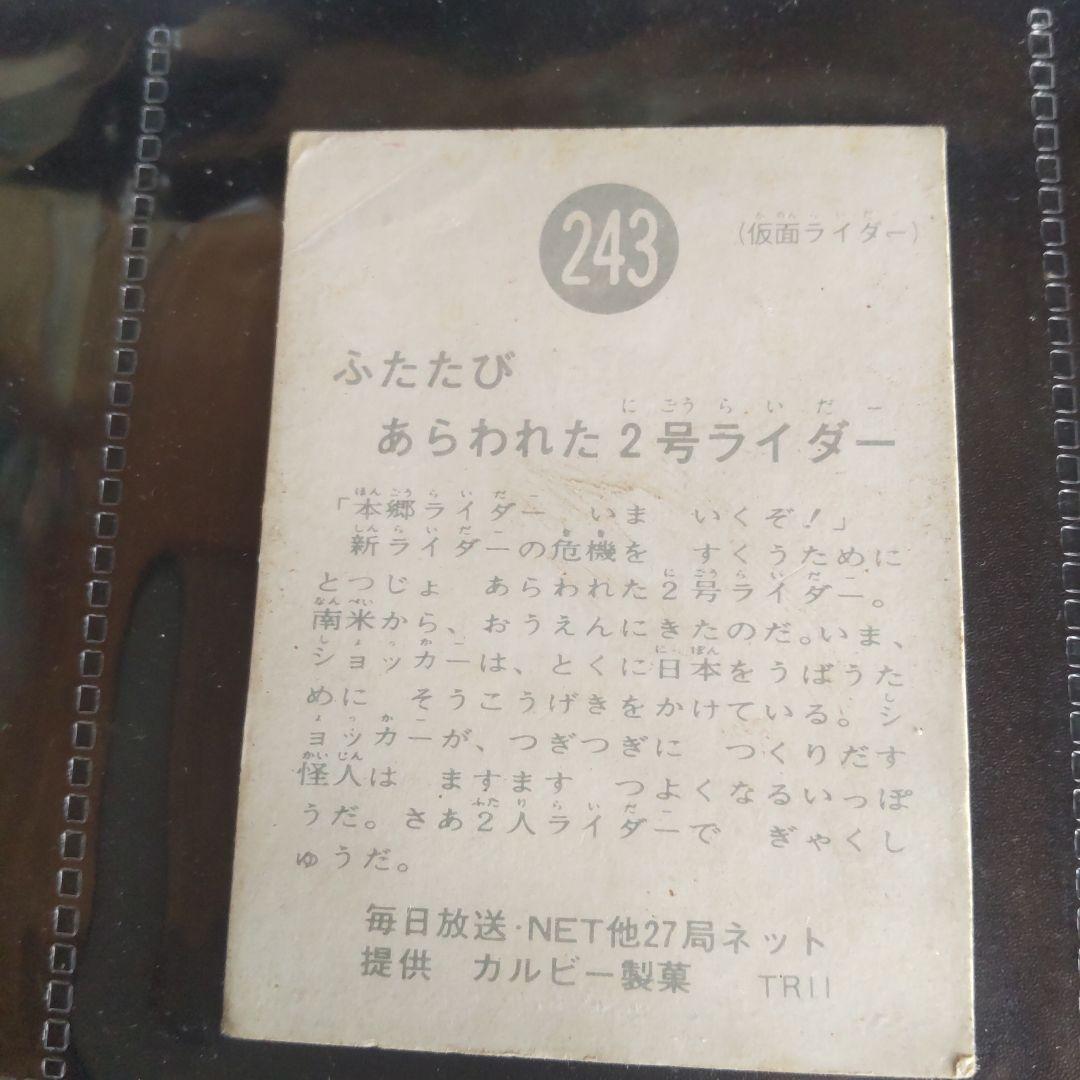 243
(仮面ライダー)
ふたたび
あらわれた2号ライダー
「本郷ライダー いま いくぞ!」
新ライダーの危機を すくうために
とつじょ あらわれた2号ライダー。
南米から、おうえんにきたのだ。いま、
ショッカーは、とくに日本をうばうた
めに そうこうげきをかけている。シ
ョッカーが、つぎつぎに つくりだす
怪人は ますます つよくなるいっぽ
うだ。さあ2人ライダーで ぎゃくし
ゅうだ。
毎日放送・NET他27局ネット
提供 カルビー製菓 TR11